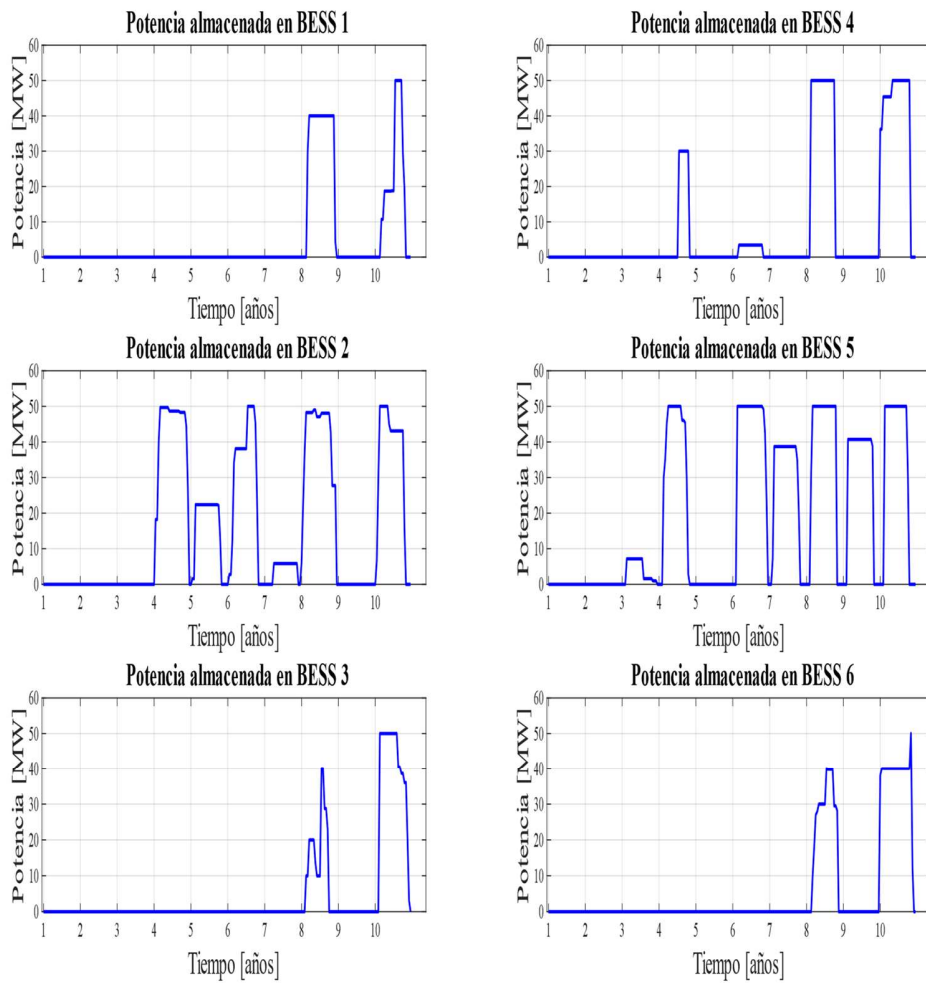 Potencia almacenada en BESS 1
Potencia [MW]
60
50
40
30
20
10
0
1 2 3 4 5 6 7 8 9 10
Tiempo [años]
Potencia almacenada en BESS 4
Potencia [MW]
60
50
40
30
20
10
0
1 2 3 4 5 6 7 8 9 10
Tiempo [años]
Potencia almacenada en BESS 2
Potencia [MW]
60
50
40
30
20
10
0
1 2 3 4 5 6 7 8 9 10
Tiempo [años]
Potencia almacenada en BESS 5
Potencia [MW]
60
50
40
30
20
10
0
1 2 3 4 5 6 7 8 9 10
Tiempo [años]
Potencia almacenada en BESS 3
Potencia [MW]
60
50
40
30
20
10
0
1 2 3 4 5 6 7 8 9 10
Tiempo [años]
Potencia almacenada en BESS 6
Potencia [MW]
60
50
40
30
20
10
0
1 2 3 4 5 6 7 8 9 10
Tiempo [años]